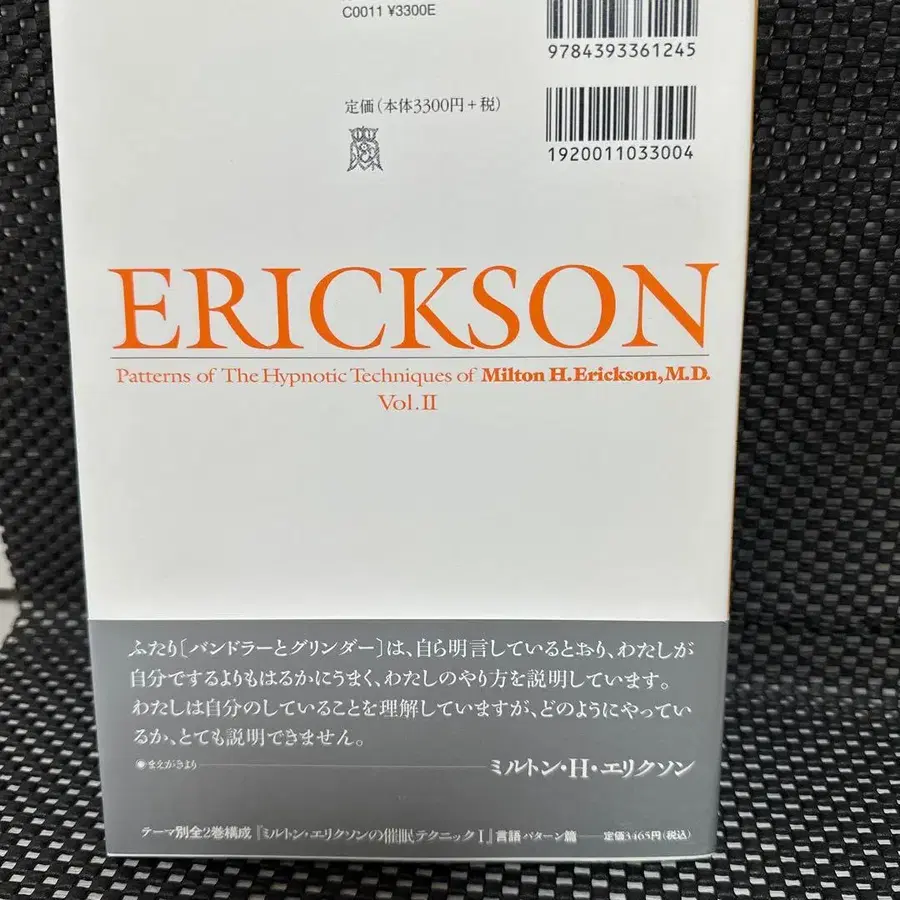 C0011 ¥3300E
9784393361245
定価(本体3300円+税)
1920011033004
ERICKSON
Patterns of The Hypnotic Techniques of Milton H.Erickson,M.D.
Vol.II
ふたり〔バンドラーとグリンダー〕は、自ら明言しているとおり、わたしが
自分でするよりもはるかにうまく、わたしのやり方を説明しています。
わたしは自分のしていることを理解していますが、どのようにやってい
るか、とても説明できません。
◉まえがきより ミルトン・H・エリクソン
テーマ別全2巻構成『ミルトン・エリクソンの催眠テクニックI』言語パターン篇——定価3465円(税込)